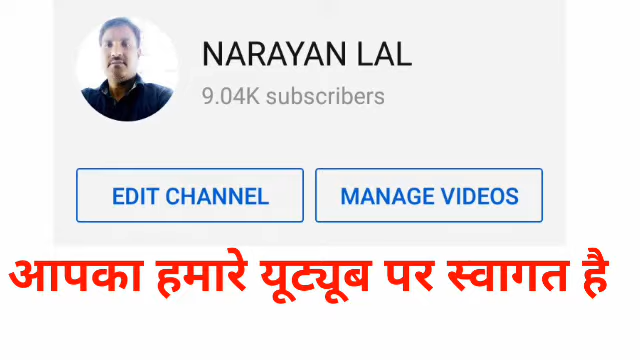 NARAYAN LAL
9.04K subscribers
EDIT CHANNEL
MANAGE VIDEOS
आपका हमारे यूट्यूब पर स्वागत है